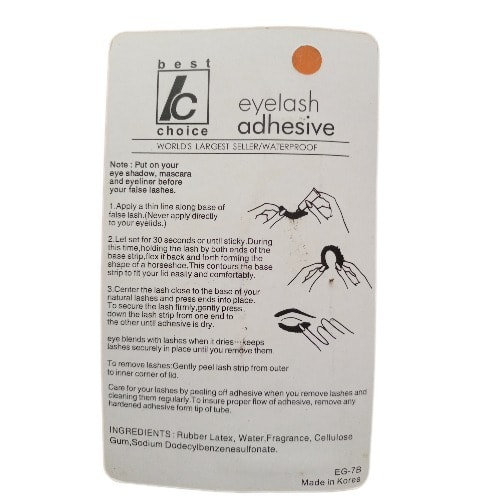 best
lc
choice
eyelash
adhesive
WORLD'S LARGEST SELLER/WATERPROOF
Note : Put on your
eye shadow, mascara
and eyeliner before
your false lashes.
1.Apply a thin line along base of
false lash.(Never apply directly
to your eyelids.)
2.Let set for 30 seconds or until sticky.During
this time,holding the lash by both ends of the
base strip,flex it back and forth forming the
shape of a horseshoe.This contours the base
strip to fit your lid easily and comfortably.
3.Center the lash close to the base of your
natural lashes and press ends into place.
To secure the lash firmly,gently press
down the lash strip from one end to
the other until adhesive is dry.
eye blends with lashes when it dries…keeps
lashes securely in place until you remove them
To remove lashes:Gently peel lash strip from outer
to inner corner of lid.
Care for your lashes by peeling off adhesive when you remove lashes and
cleaning them regularly.To insure proper flow of adhesive, remove any
hardened adhesive form tip of tube.
INGREDIENTS : Rubber Latex, Water,Fragrance, Cellulose
Gum,Sodium Dodecylbenzenesulfonate.
EG-7B
Made in Korea